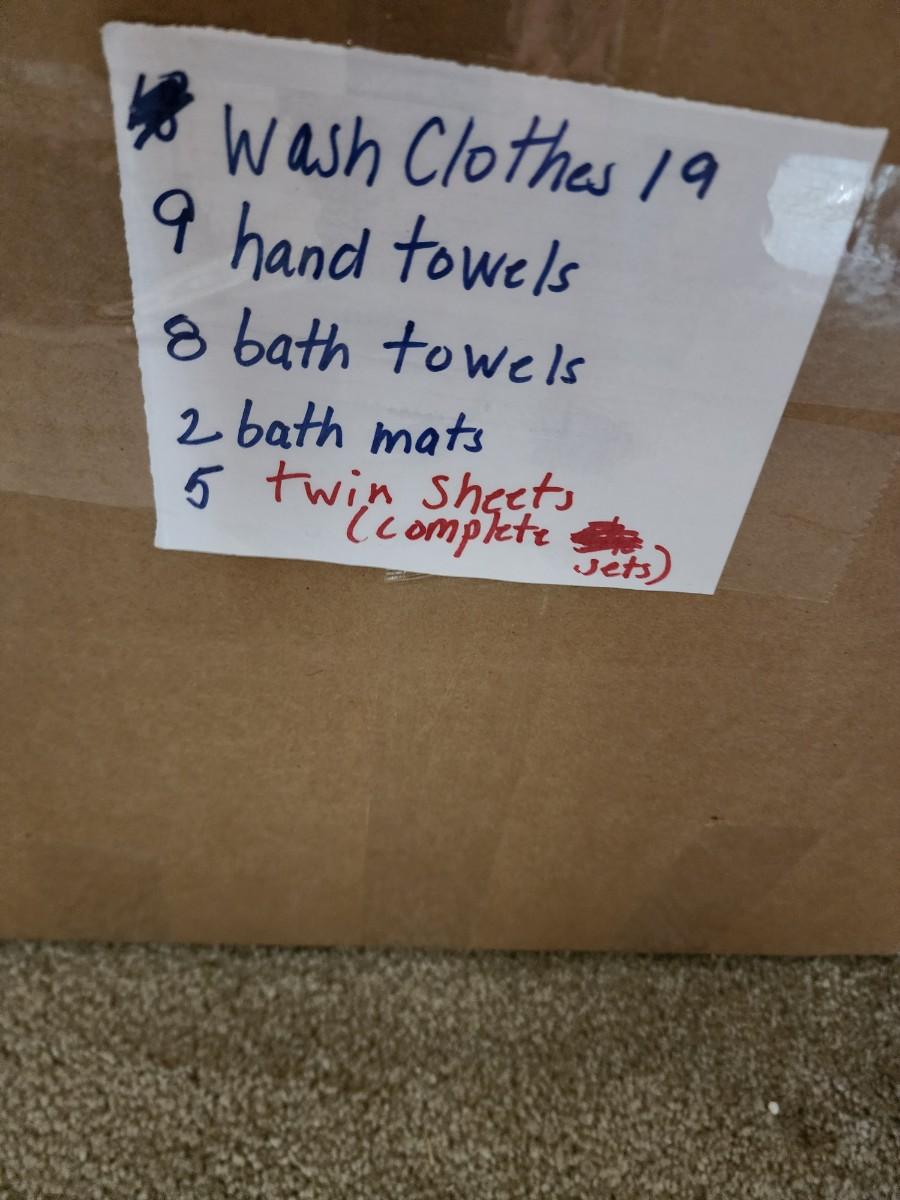 Wash Clothes 19
9 hand towels
8 bath towels
2 bath mats
5 twin Sheets
(complete
sets)